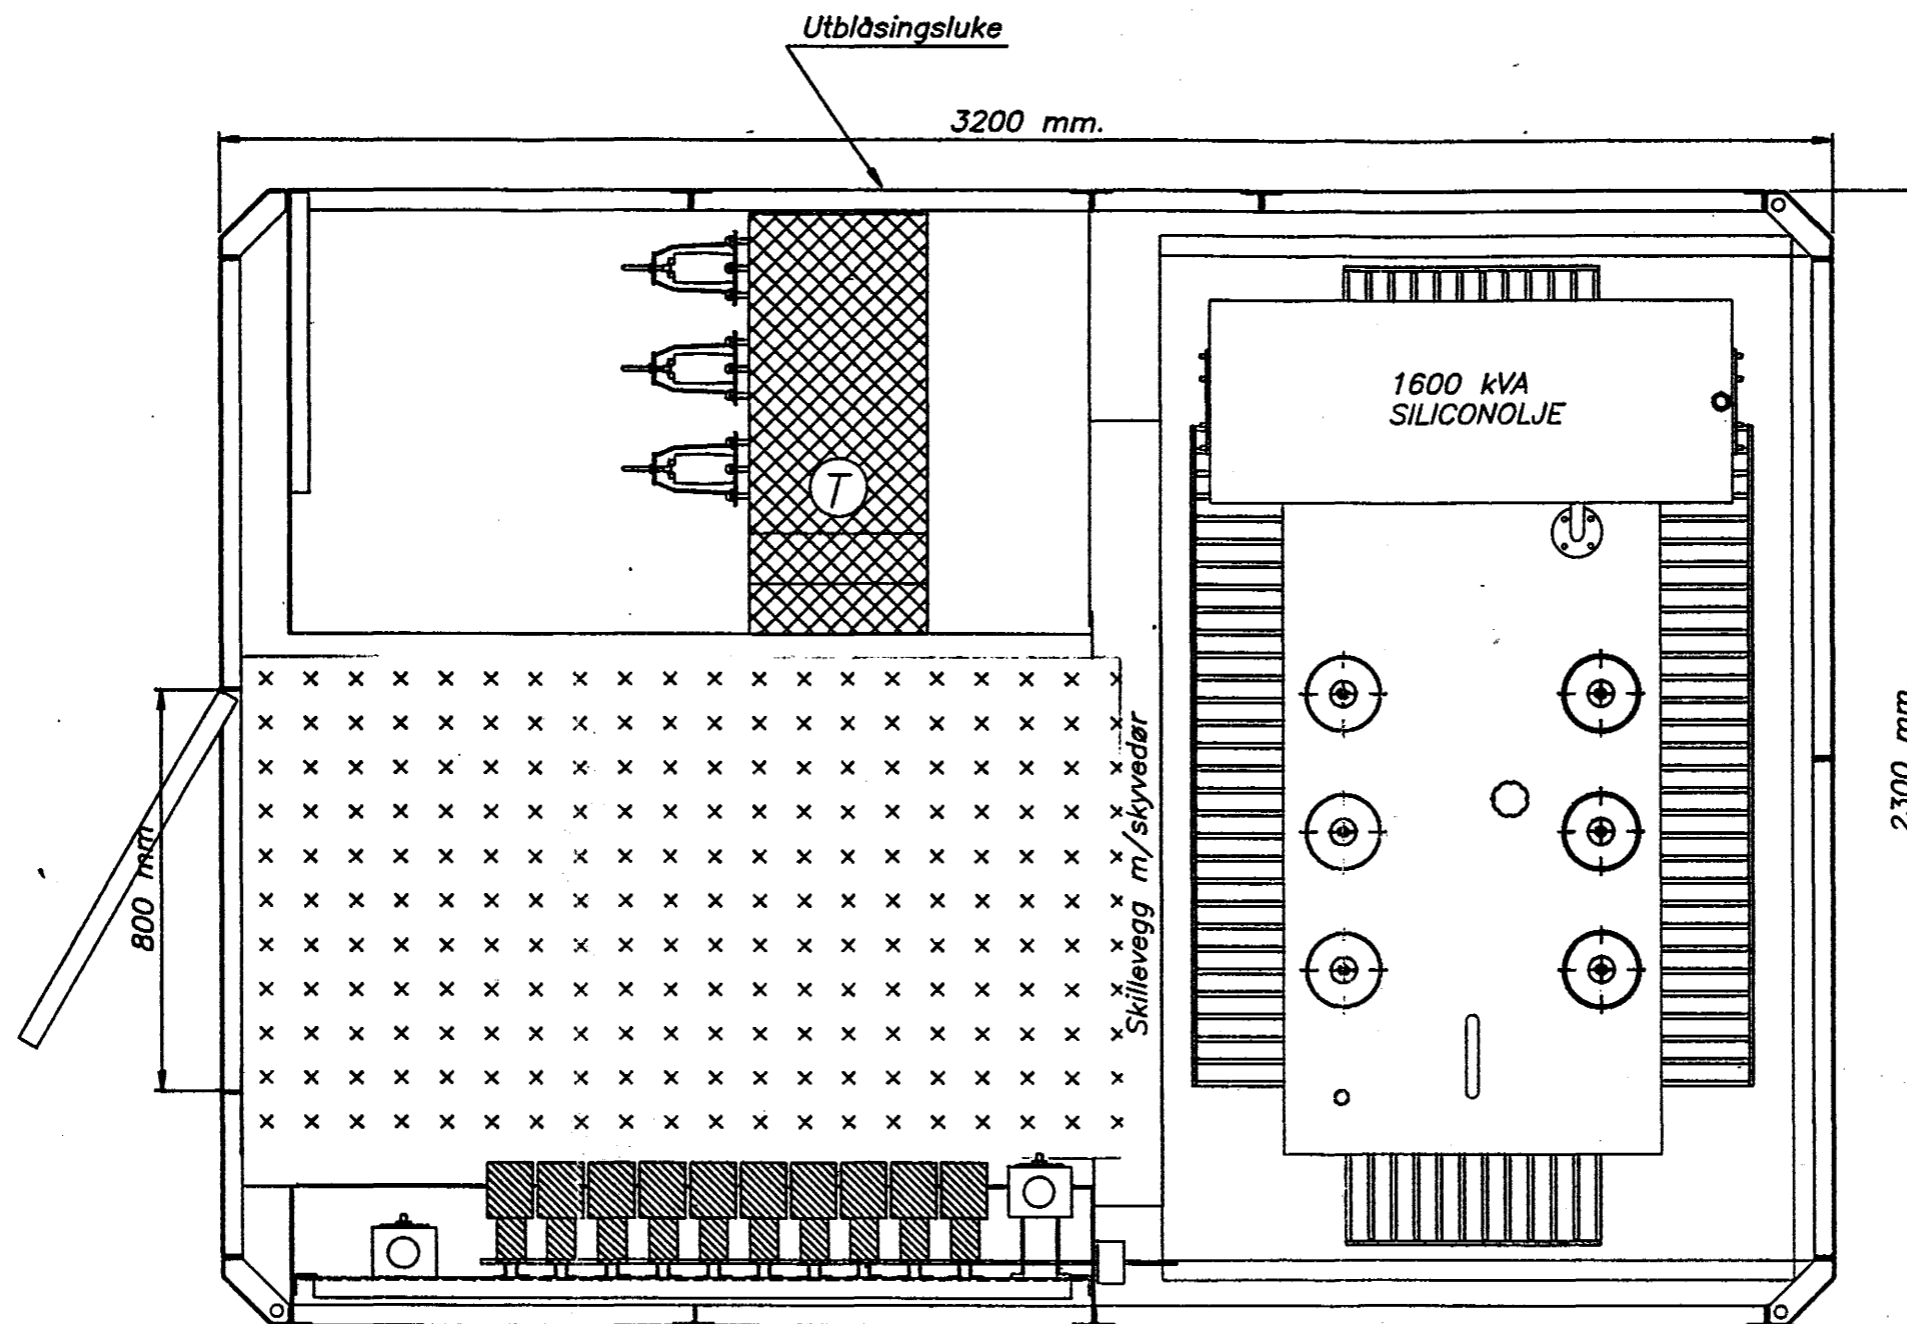 Utblåsingsluke
3200 mm.
1600 kVA
SILICONOLJE
T
800 mm
Skillevegg m/skyvedør
2300 mm